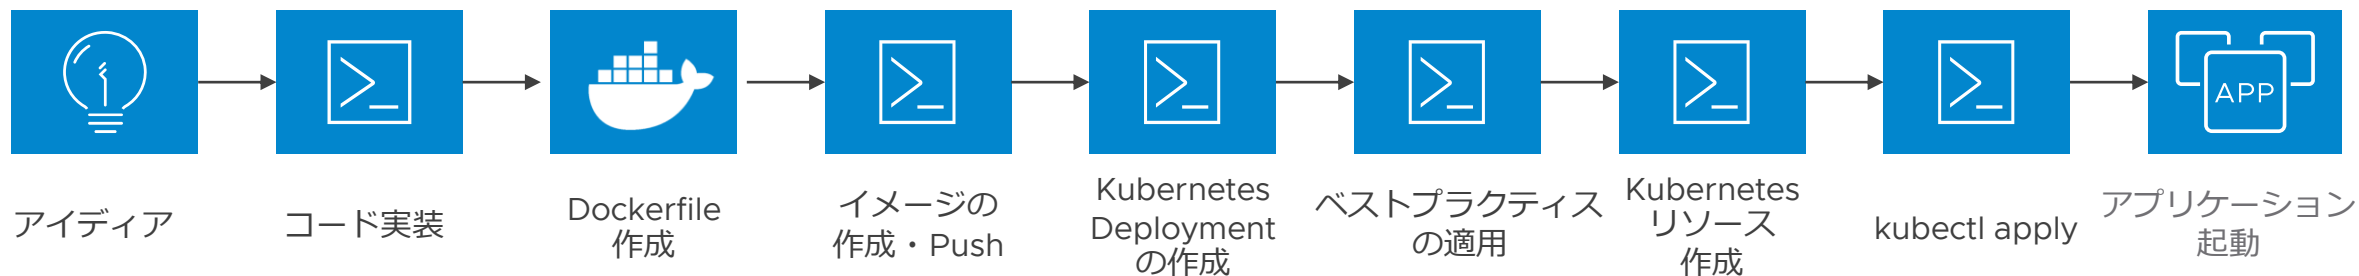 APP
アイディア
コード実装
Dockerfile
作成
イメージの
作成・Push
Kubernetes
Deployment
の作成
ベストプラクティス
の適用
Kubernetes
リソース
作成
kubectl apply
アプリケーション
起動